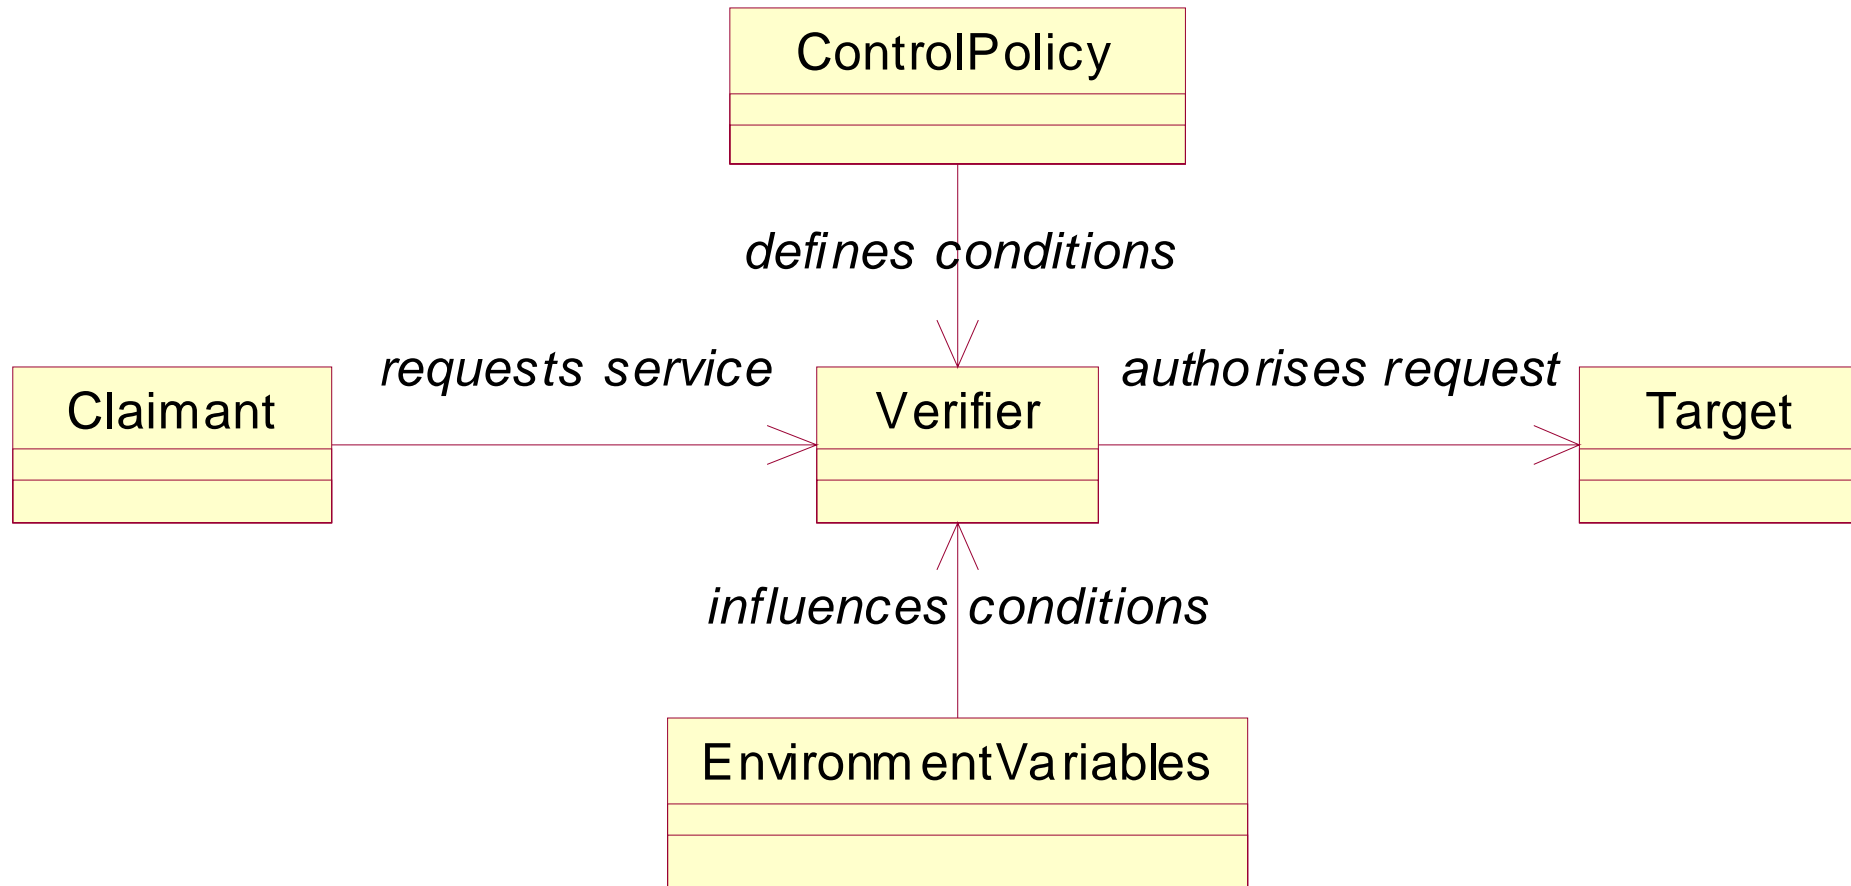 ControlPolicy
defines conditions
requests service
authorises request
Claimant
Verifier
Target
influences conditions
EnvironmentVariables